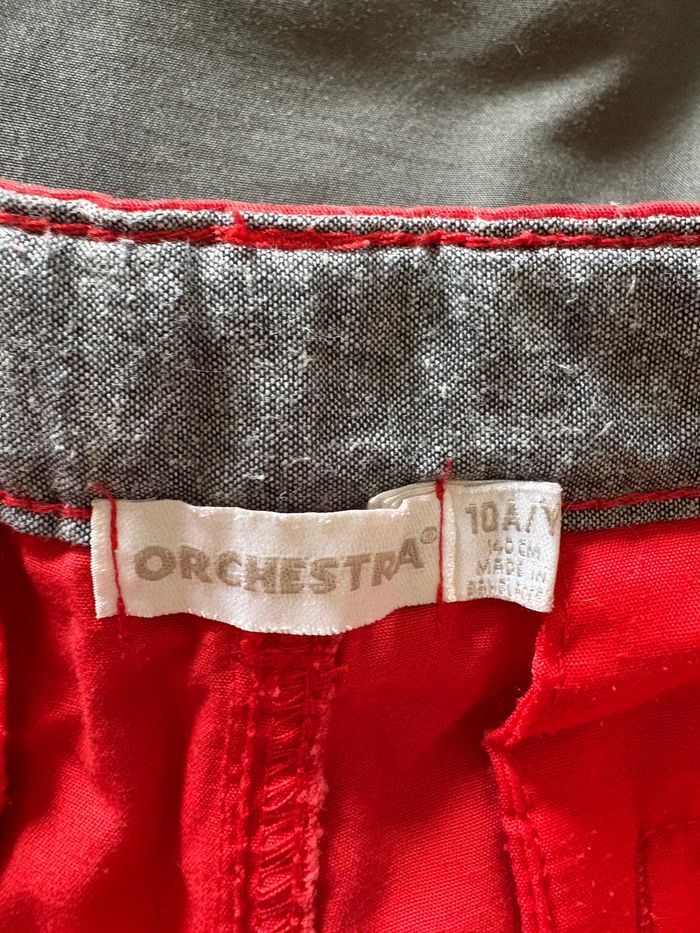 ORCHESTRA®
10A/Y
140 CM
MADE IN
BANGLADESH